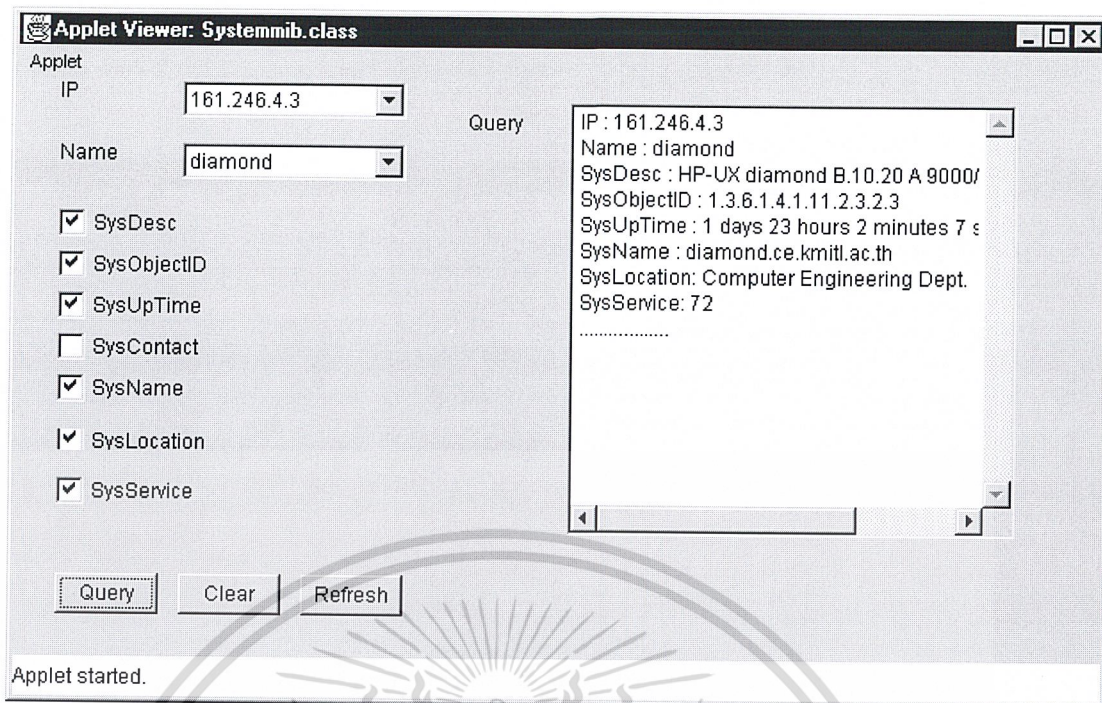 Applet Viewer: Systemmib.class
Applet
IP
161.246.4.3
Name
diamond
SysDesc
SysObjectID
SysUpTime
SysContact
SysName
SysLocation
SysService
Query
IP : 161.246.4.3
Name : diamond
SysDesc : HP-UX diamond B.10.20 A 9000/
SysObjectID : 1.3.6.1.4.1.11.2.3.2.3
SysUpTime : 1 days 23 hours 2 minutes 7 s
SysName : diamond.ce.kmitl.ac.th
SysLocation: Computer Engineering Dept.
SysService: 72
..................
Query Clear Refresh
Applet started.